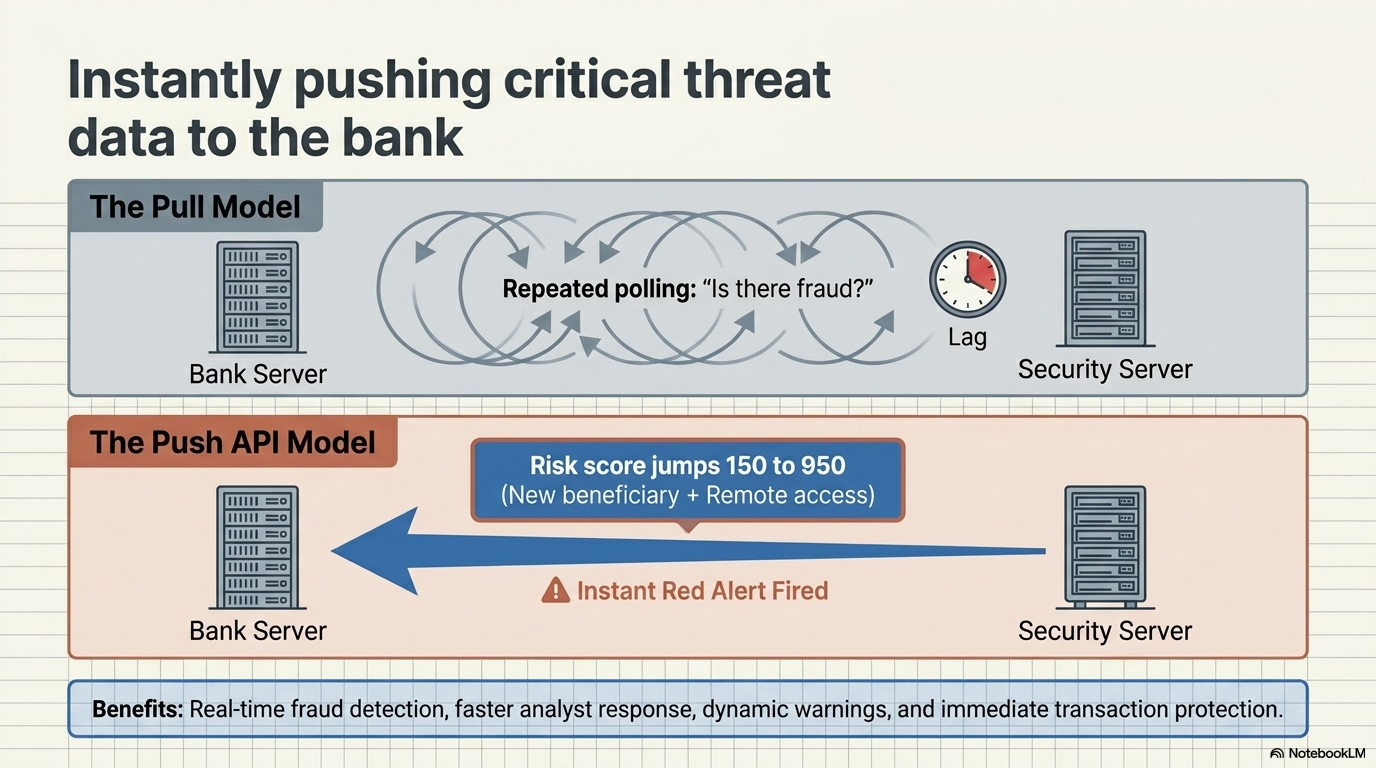 Instantly pushing critical threat
data to the bank
The Pull Model
Repeated polling: “Is there fraud?”
Lag
Bank Server
Security Server
The Push API Model
Risk score jumps 150 to 950
(New beneficiary + Remote access)
Instant Red Alert Fired
Bank Server
Security Server
Benefits: Real-time fraud detection, faster analyst response, dynamic warnings, and immediate transaction protection.
NotebookLM